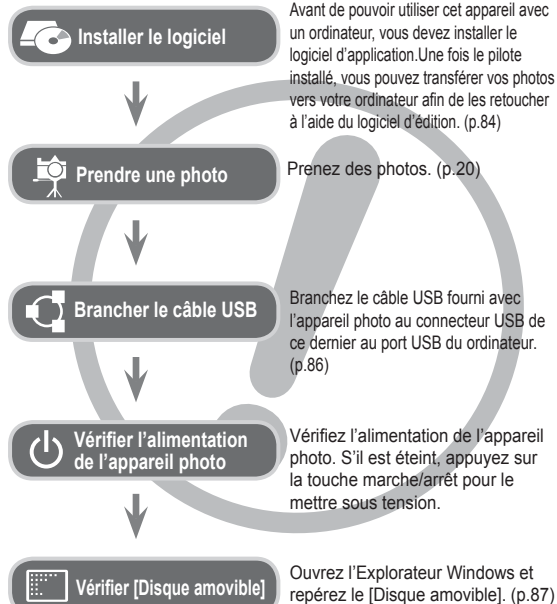 Installer le logiciel
Avant de pouvoir utiliser cet appareil avec
un ordinateur, vous devez installer le
logiciel d’application.Une fois le pilote
installé, vous pouvez transférer vos photos
vers votre ordinateur afin de les retoucher
à l’aide du logiciel d’édition. (p.84)
Prendre une photo
Prenez des photos. (p.20)
Brancher le câble USB
Branchez le câble USB fourni avec
l’appareil photo au connecteur USB de
ce dernier au port USB du ordinateur.
(p.86)
Vérifier l’alimentation
de l’appareil photo
Vérifiez l’alimentation de l’appareil
photo. S’il est éteint, appuyez sur
la touche marche/arrêt pour le
mettre sous tension.
Vérifier [Disque amovible]
Ouvrez l’Explorateur Windows et
repérez le [Disque amovible]. (p.87)